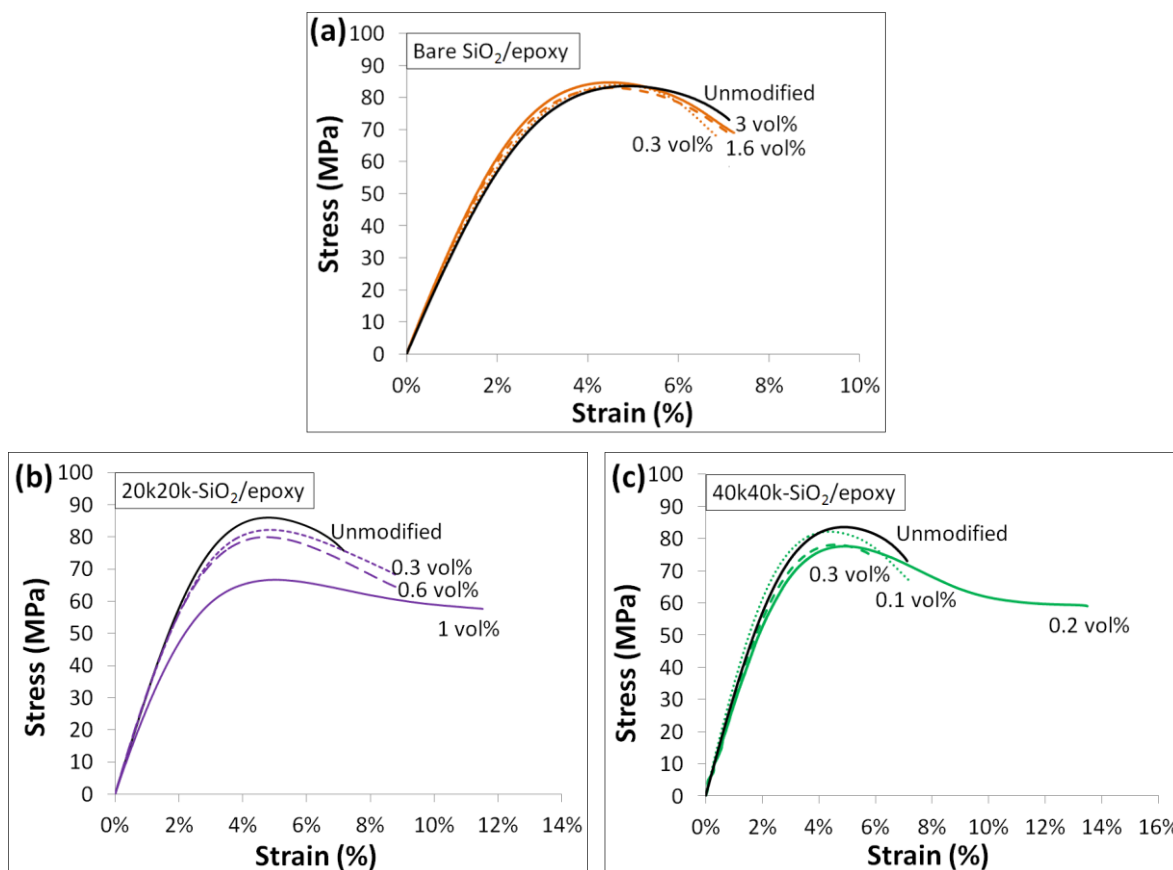 (a)
Bare SiO₂/epoxy
Stress (MPa)
100
90
80
70
60
50
40
30
20
10
0
Unmodified
3 vol%
0.3 vol% 1.6 vol%
0% 2% 4% 6% 8% 10%
Strain (%)
(b)
20k20k-SiO₂/epoxy
Stress (MPa)
100
90
80
70
60
50
40
30
20
10
0
Unmodified
0.3 vol%
0.6 vol%
1 vol%
0% 2% 4% 6% 8% 10% 12% 14%
Strain (%)
(c)
40k40k-SiO₂/epoxy
Stress (MPa)
100
90
80
70
60
50
40
30
20
10
0
Unmodified
0.3 vol%
0.1 vol%
0.2 vol%
0% 2% 4% 6% 8% 10% 12% 14% 16%
Strain (%)